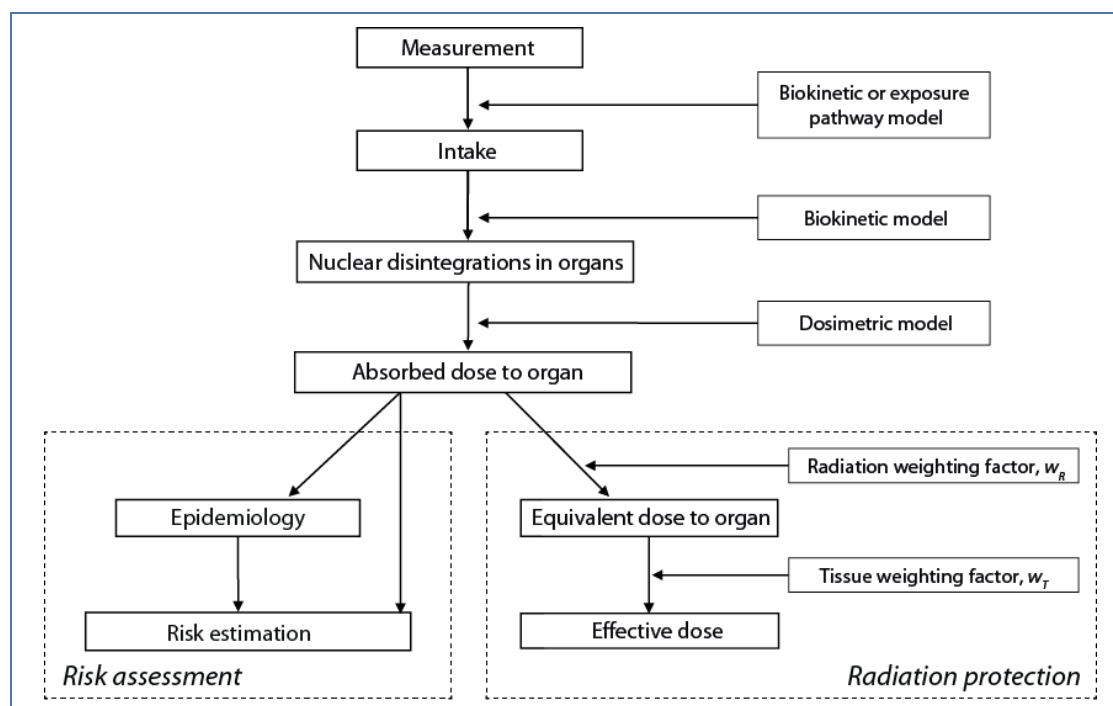 Measurement
Biokinetic or exposure
pathway model
Intake
Biokinetic model
Nuclear disintegrations in organs
Dosimetric model
Absorbed dose to organ
Radiation weighting factor, w_R
Epidemiology
Equivalent dose to organ
Tissue weighting factor, w_T
Risk estimation
Effective dose
Risk assessment
Radiation protection